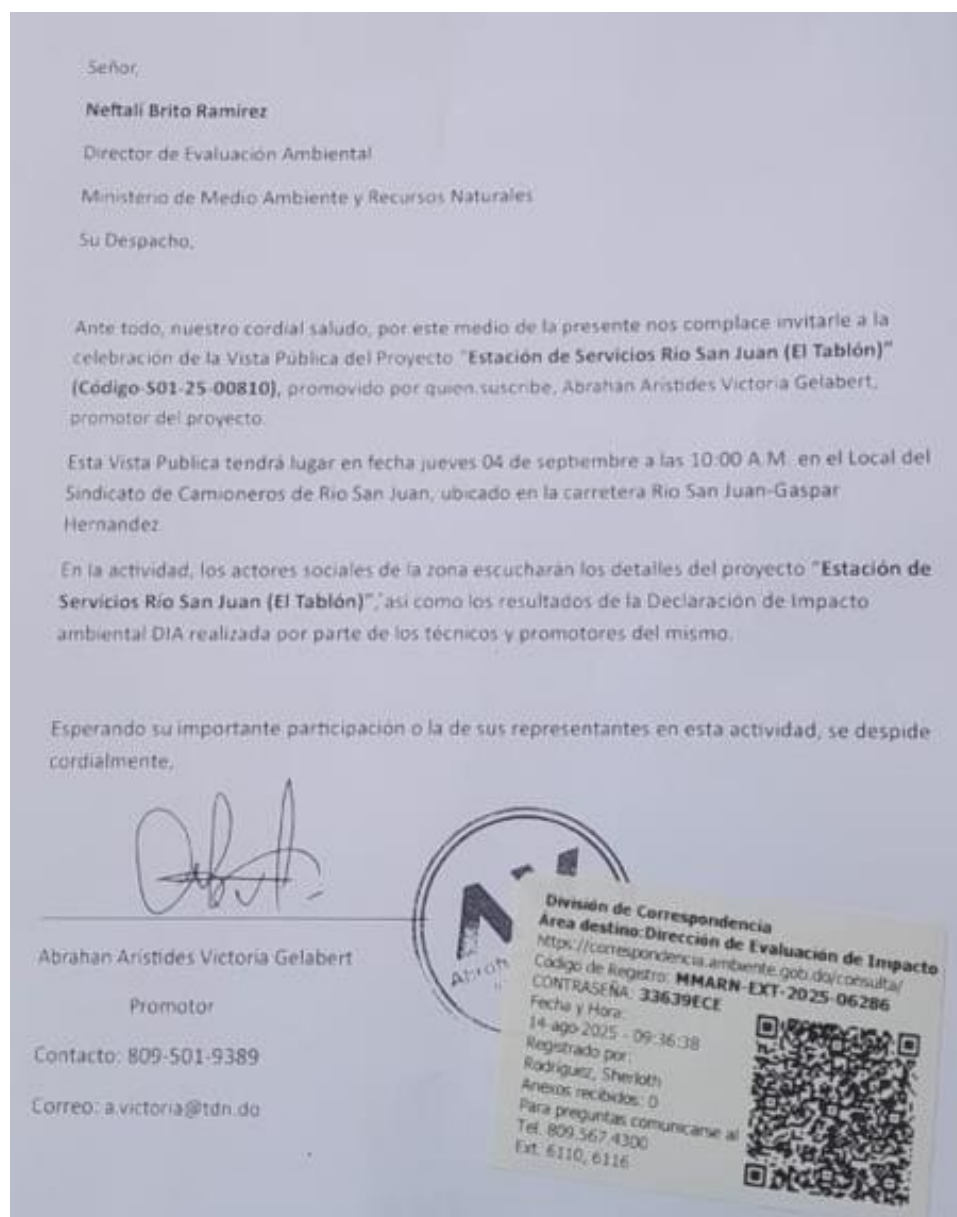 Señor,
Neftalí Brito Ramirez
Director de Evaluación Ambiental
Ministerio de Medio Ambiente y Recursos Naturales
Su Despacho,
Ante todo, nuestro cordial saludo, por este medio de la presente nos complace invitarle a la
celebración de la Vista Pública del Proyecto "Estación de Servicios Rio San Juan (El Tablón)"
(Código-S01-25-00810), promovido por quien suscribe, Abrahan Aristides Victoria Gelabert,
promotor del proyecto.
Esta Vista Publica tendrá lugar en fecha jueves 04 de septiembre a las 10:00 A.M. en el Local del
Sindicato de Camioneros de Rio San Juan, ubicado en la carretera Rio San Juan-Gaspar
Hernandez.
En la actividad, los actores sociales de la zona escucharan los detalles del proyecto "Estación de
Servicios Rio San Juan (El Tablón)", asi como los resultados de la Declaración de Impacto
ambiental DIA realizada por parte de los técnicos y promotores del mismo.
Esperando su importante participación o la de sus representantes en esta actividad, se despide
cordialmente,
Abrahan Aristides Victoria Gelabert
Promotor
Contacto: 809-501-9389
Correo: a.victoria@tdn.do
División de Correspondencia
Área destino:Dirección de Evaluación de Impacto
https://correspondencia.ambiente.gob.do/consulta/
Código de Registro: MMARN-EXT-2025-06286
CONTRASEÑA: 33639ECE
Fecha y Hora:
14-ago-2025 - 09:36:38
Registrado por:
Rodriguez, Sherloth
Anexos recibidos: 0
Para preguntas comunicarse al
Tel. 809.567.4300
Ext. 6110, 6116